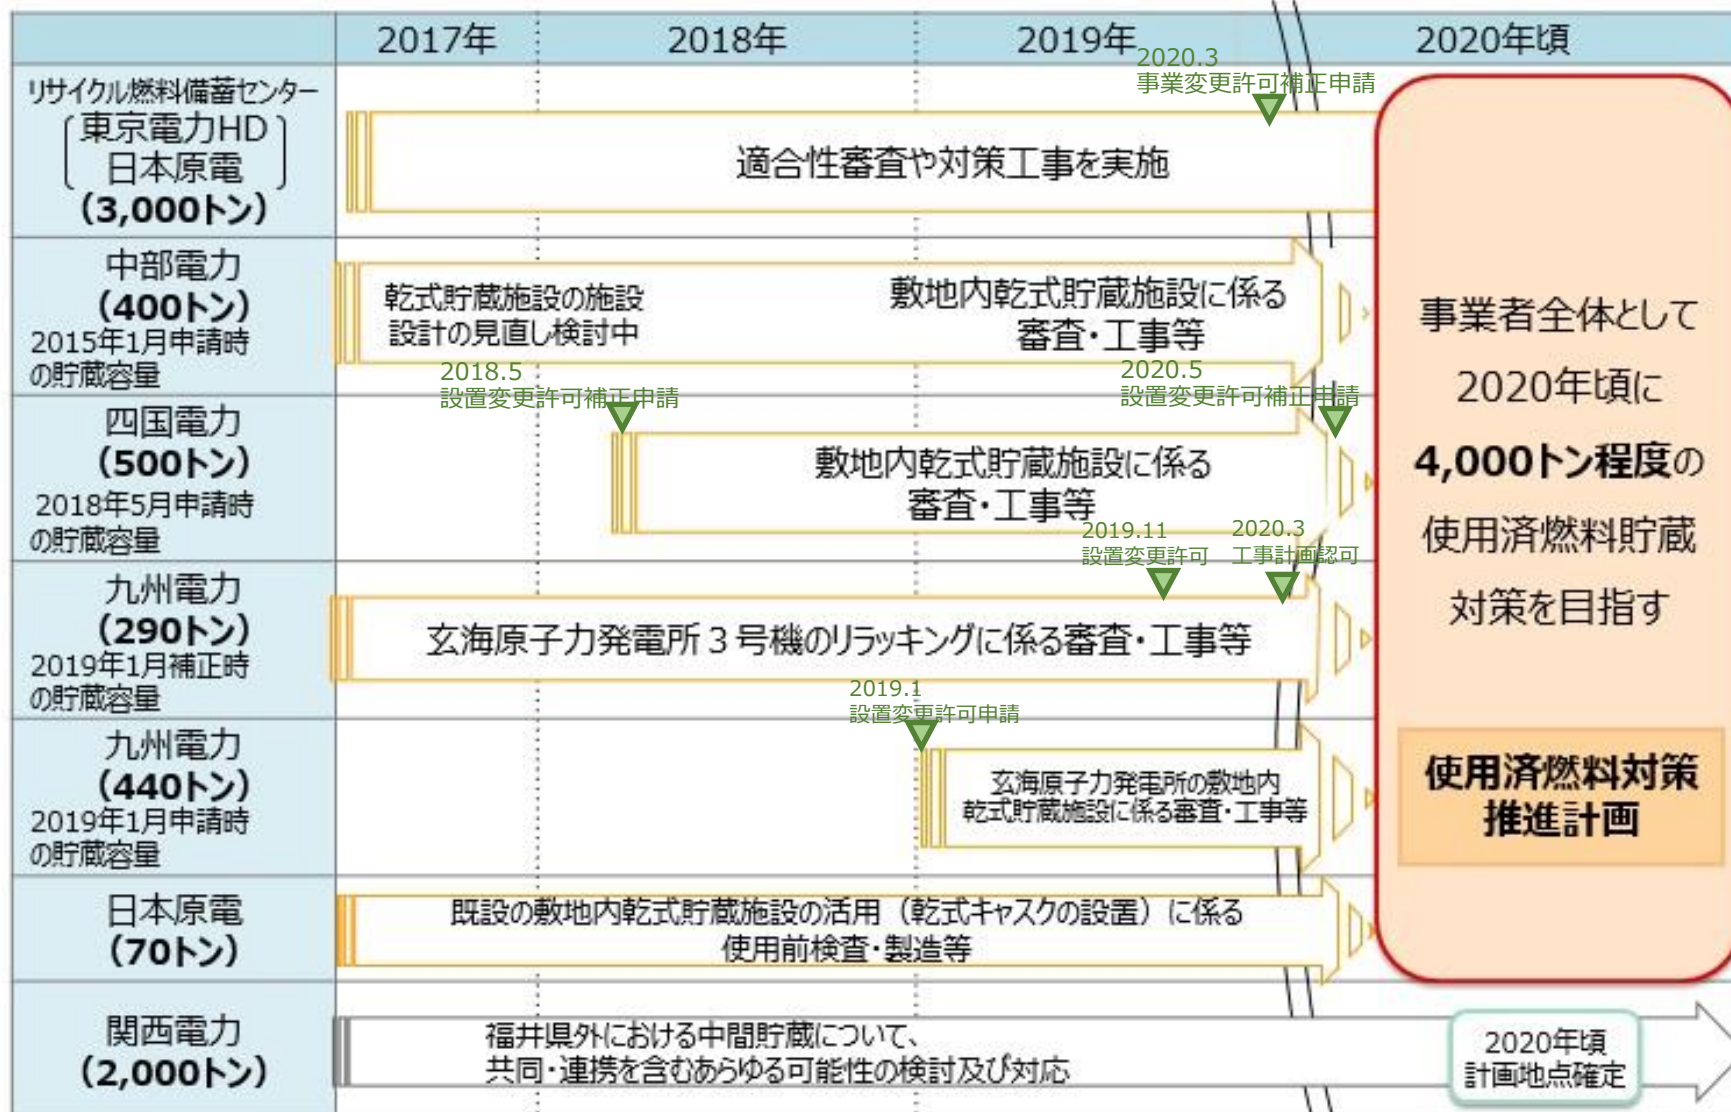 2017年
2018年
2019年
2020年頃
リサイクル燃料備蓄センター
東京電力HD
日本原電
(3,000トン)
2020.3
事業変更許可補正申請
適合性審査や対策工事を実施
中部電力
(400トン)
2015年1月申請時
の貯蔵容量
乾式貯蔵施設の施設
設計の見直し検討中
敷地内乾式貯蔵施設に係る
審査・工事等
四国電力
(500トン)
2018年5月申請時
の貯蔵容量
2018.5
設置変更許可補正申請
2020.5
設置変更許可補正申請
敷地内乾式貯蔵施設に係る
審査・工事等
九州電力
(290トン)
2019年1月補正時
の貯蔵容量
2019.11
設置変更許可
2020.3
工事計画認可
玄海原子力発電所３号機のリラッキングに係る審査・工事等
九州電力
(440トン)
2019年1月申請時
の貯蔵容量
2019.1
設置変更許可申請
玄海原子力発電所の敷地内
乾式貯蔵施設に係る審査・工事等
日本原電
(70トン)
既設の敷地内乾式貯蔵施設の活用（乾式キャスクの設置）に係る
使用前検査・製造等
関西電力
(2,000トン)
福井県外における中間貯蔵について、
共同・連携を含むあらゆる可能性の検討及び対応
2020年頃
計画地点確定
事業者全体として
2020年頃に
4,000トン程度の
使用済燃料貯蔵
対策を目指す
使用済燃料対策
推進計画